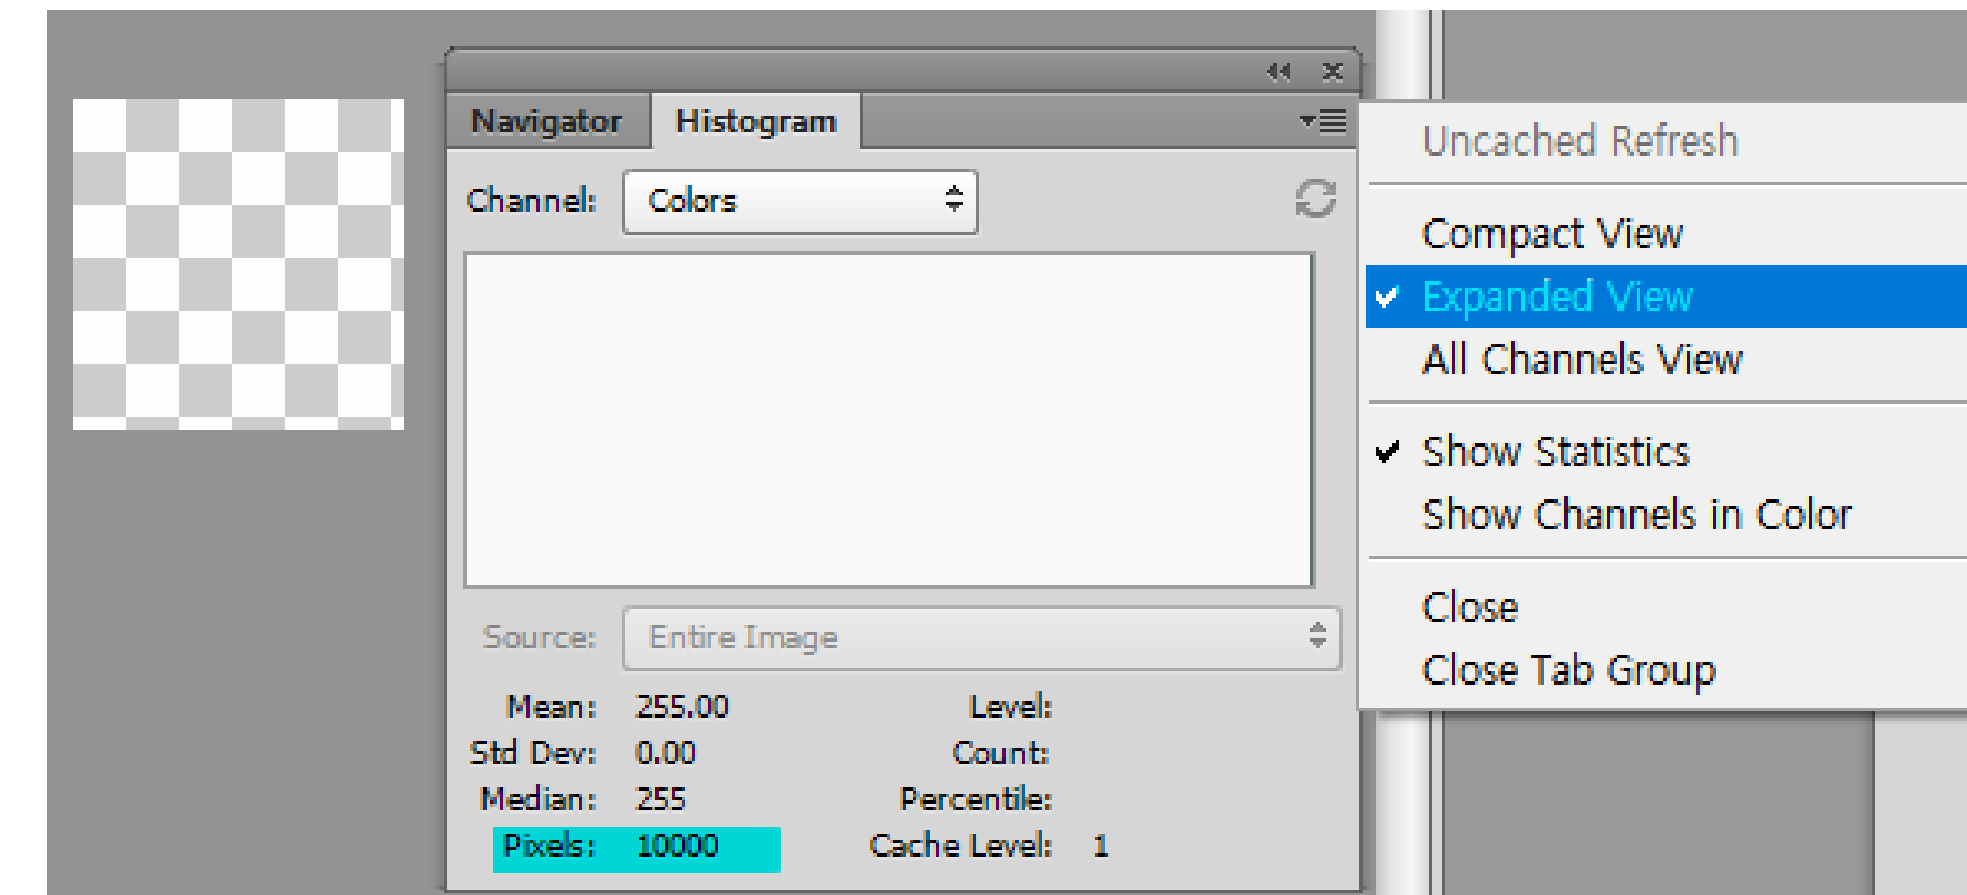 Navigator Histogram
Channel: Colors
Source: Entire Image
Mean: 255.00 Level:
Std Dev: 0.00 Count:
Median: 255 Percentile:
Pixels: 10000 Cache Level: 1
Uncached Refresh
Compact View
Expanded View
All Channels View
Show Statistics
Show Channels in Color
Close
Close Tab Group